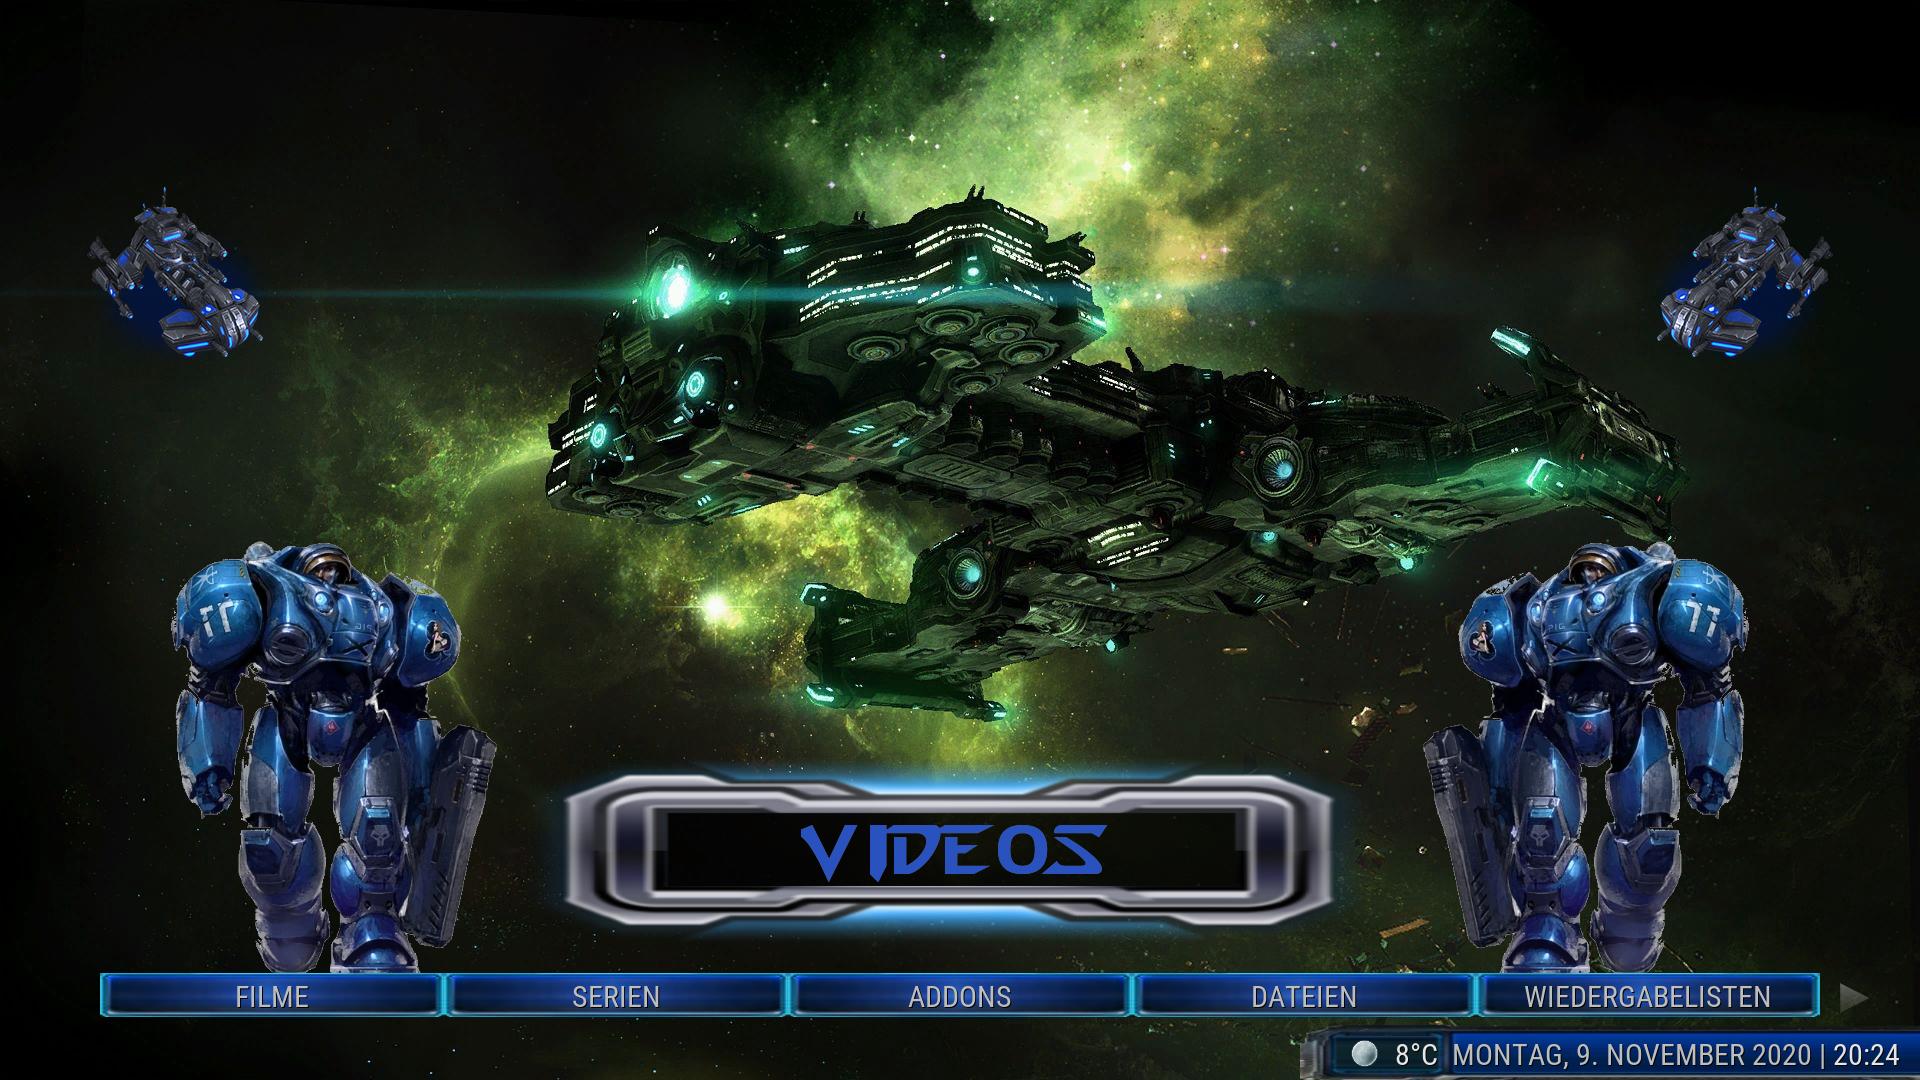 VIDEOS
FILME
SERIEN
ADDONS
DATEIEN
WIEDERGABELISTEN
8°C MONTAG, 9. NOVEMBER 2020 | 20:24